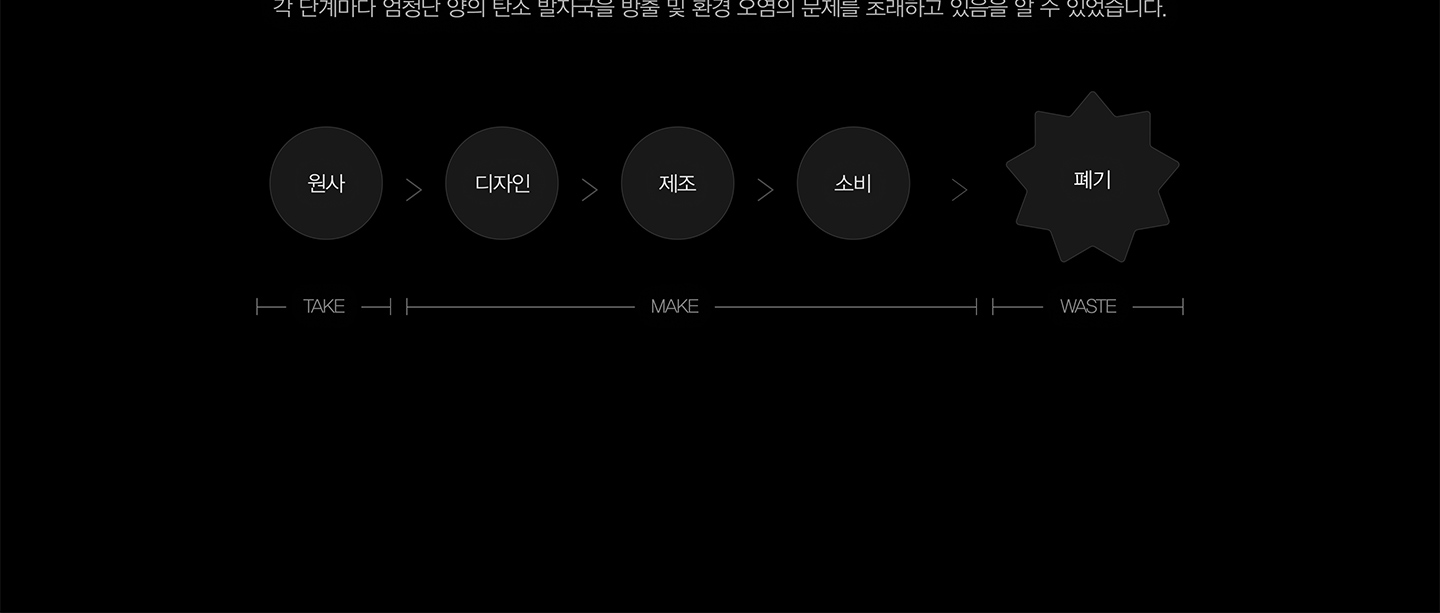 각 단계마다 엄청난 양의 탄소 발자국을 방출 및 환경 오염의 문제를 초래하고 있음을 알 수 있었습니다.
원사 > 디자인 > 제조 > 소비 > 폐기
TAKE MAKE WASTE